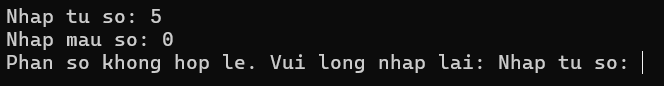 Nhap tu so: 5
Nhap mau so: 0
Phan so khong hop le. Vui long nhap lai: Nhap tu so: